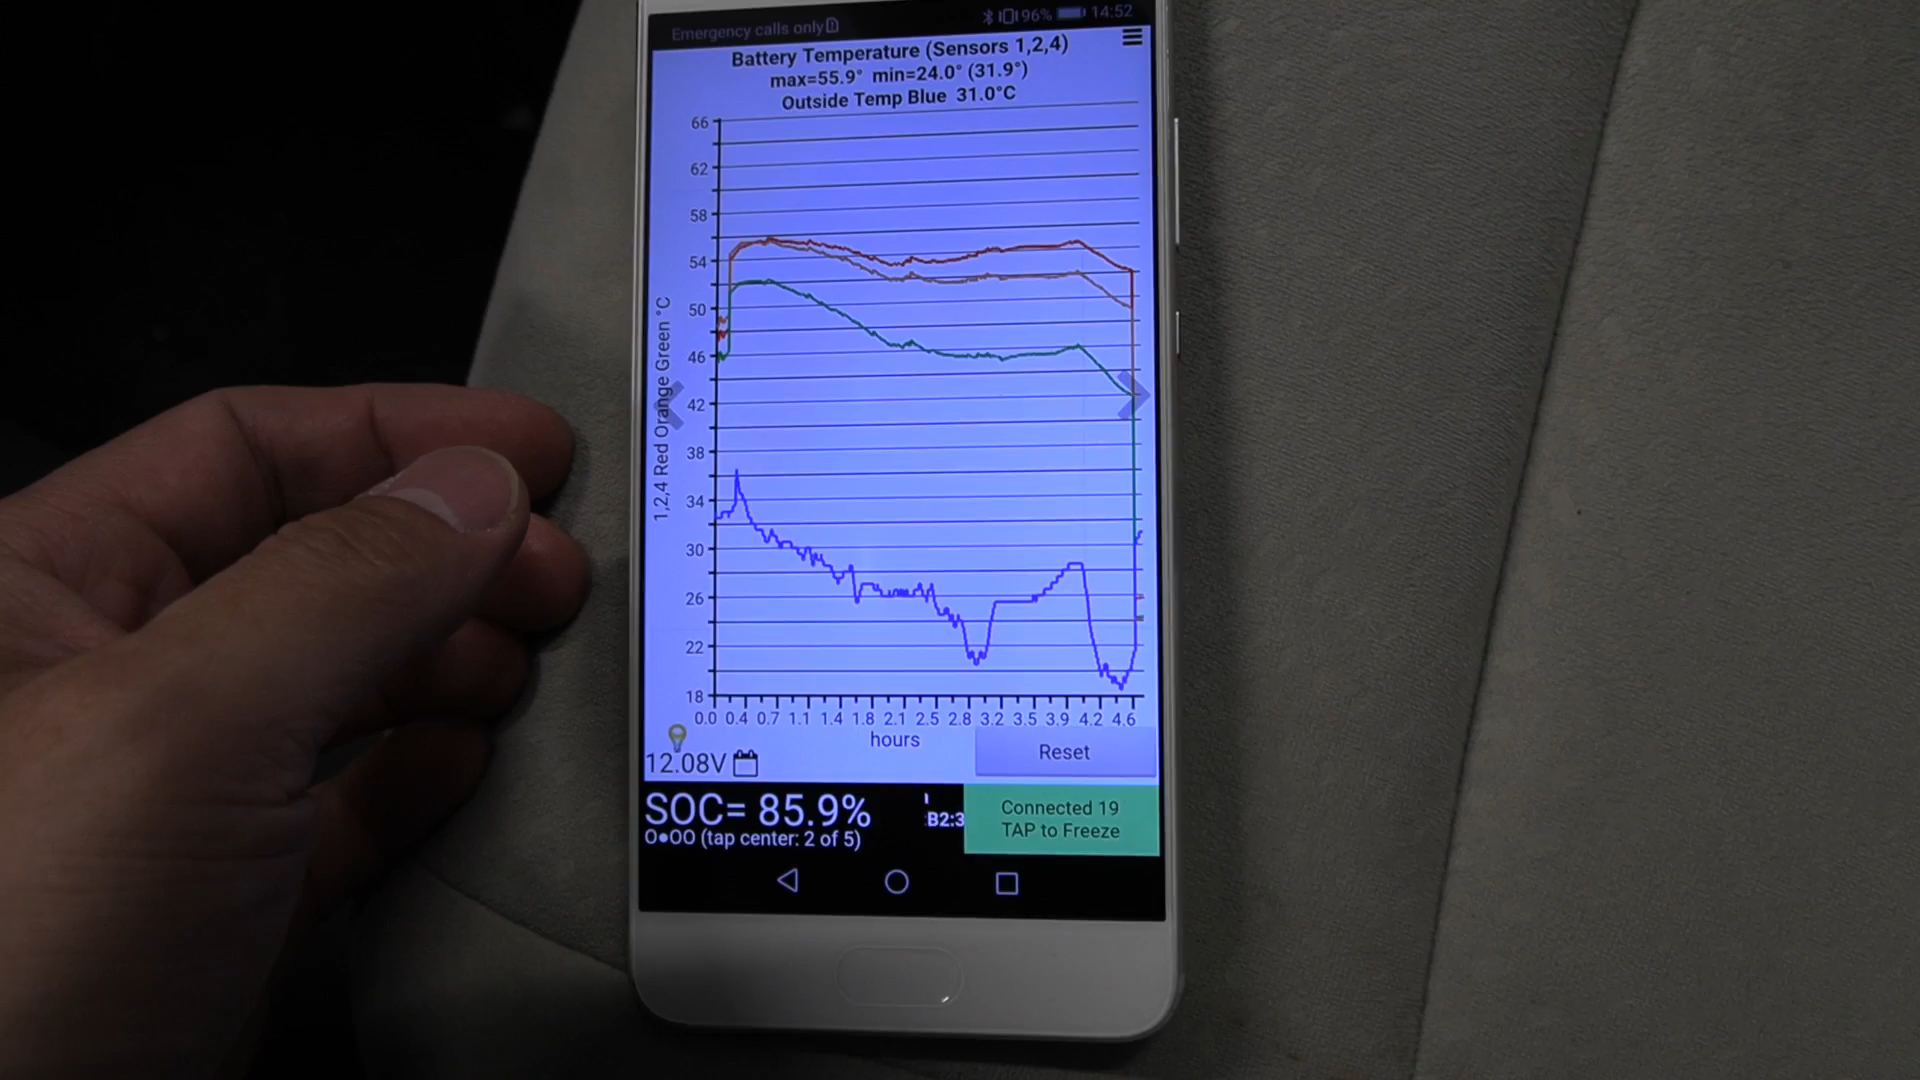 Emergency calls only
96% 14:52
Battery Temperature (Sensors 1,2,4)
max=55.9° min=24.0° (31.9°)
Outside Temp Blue 31.0°C
1,2,4 Red Orange Green °C
66
62
58
54
50
46
42
38
34
30
26
22
18
0.0 0.4 0.7 1.1 1.4 1.8 2.1 2.5 2.8 3.2 3.5 3.9 4.2 4.6
hours
Reset
12.08V
SOC= 85.9%
B2:3
Connected 19
TAP to Freeze
O●OO (tap center: 2 of 5)